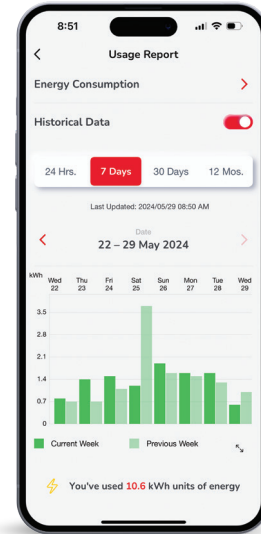 8:51
Usage Report
Energy Consumption
Historical Data
24 Hrs. 7 Days 30 Days 12 Mos.
Last Updated: 2024/05/29 08:50 AM
Date
22 – 29 May 2024
kWh
Wed Thu Fri Sat Sun Mon Tue Wed
22 23 24 25 26 27 28 29
3.5
2.8
2.1
1.4
0.7
0
Current Week Previous Week
You've used 10.6 kWh units of energy